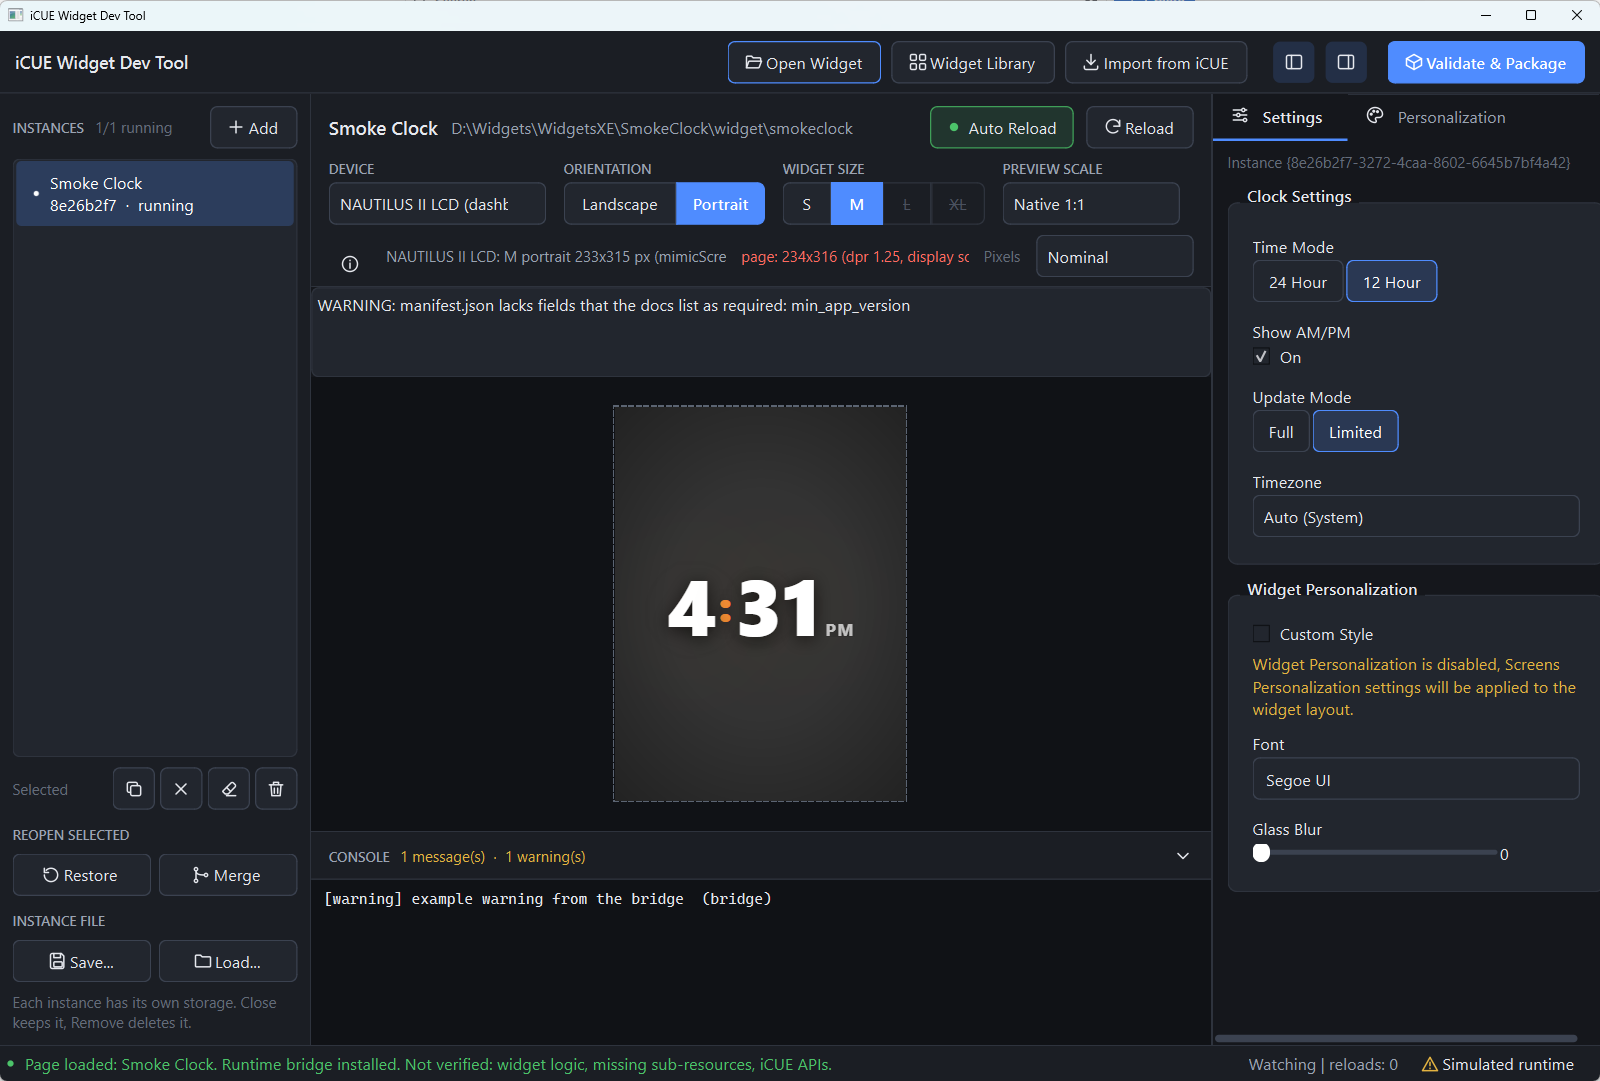 iCUE Widget Dev Tool
iCUE Widget Dev Tool
Open Widget
Widget Library
Import from iCUE
Validate & Package
INSTANCES 1/1 running
Add
Smoke Clock
8e26b2f7 · running
Selected
REOPEN SELECTED
Restore
Merge
INSTANCE FILE
Save...
Load...
Each instance has its own storage. Close
keeps it, Remove deletes it.
Smoke Clock D:\Widgets\WidgetsXE\SmokeClock\widget\smokeclock
Auto Reload
Reload
DEVICE
NAUTILUS II LCD (dasht
ORIENTATION
Landscape
Portrait
WIDGET SIZE
S
M
L
XL
PREVIEW SCALE
Native 1:1
NAUTILUS II LCD: M portrait 233x315 px (mimicScre
page: 234x316 (dpr 1.25, display sc
Pixels
Nominal
WARNING: manifest.json lacks fields that the docs list as required: min_app_version
4:31 PM
CONSOLE 1 message(s) · 1 warning(s)
[warning] example warning from the bridge (bridge)
Settings
Personalization
Instance {8e26b2f7-3272-4caa-8602-6645b7bf4a42}
Clock Settings
Time Mode
24 Hour
12 Hour
Show AM/PM
On
Update Mode
Full
Limited
Timezone
Auto (System)
Widget Personalization
Custom Style
Widget Personalization is disabled, Screens
Personalization settings will be applied to the
widget layout.
Font
Segoe UI
Glass Blur
0
Page loaded: Smoke Clock. Runtime bridge installed. Not verified: widget logic, missing sub-resources, iCUE APIs.
Watching | reloads: 0
Simulated runtime